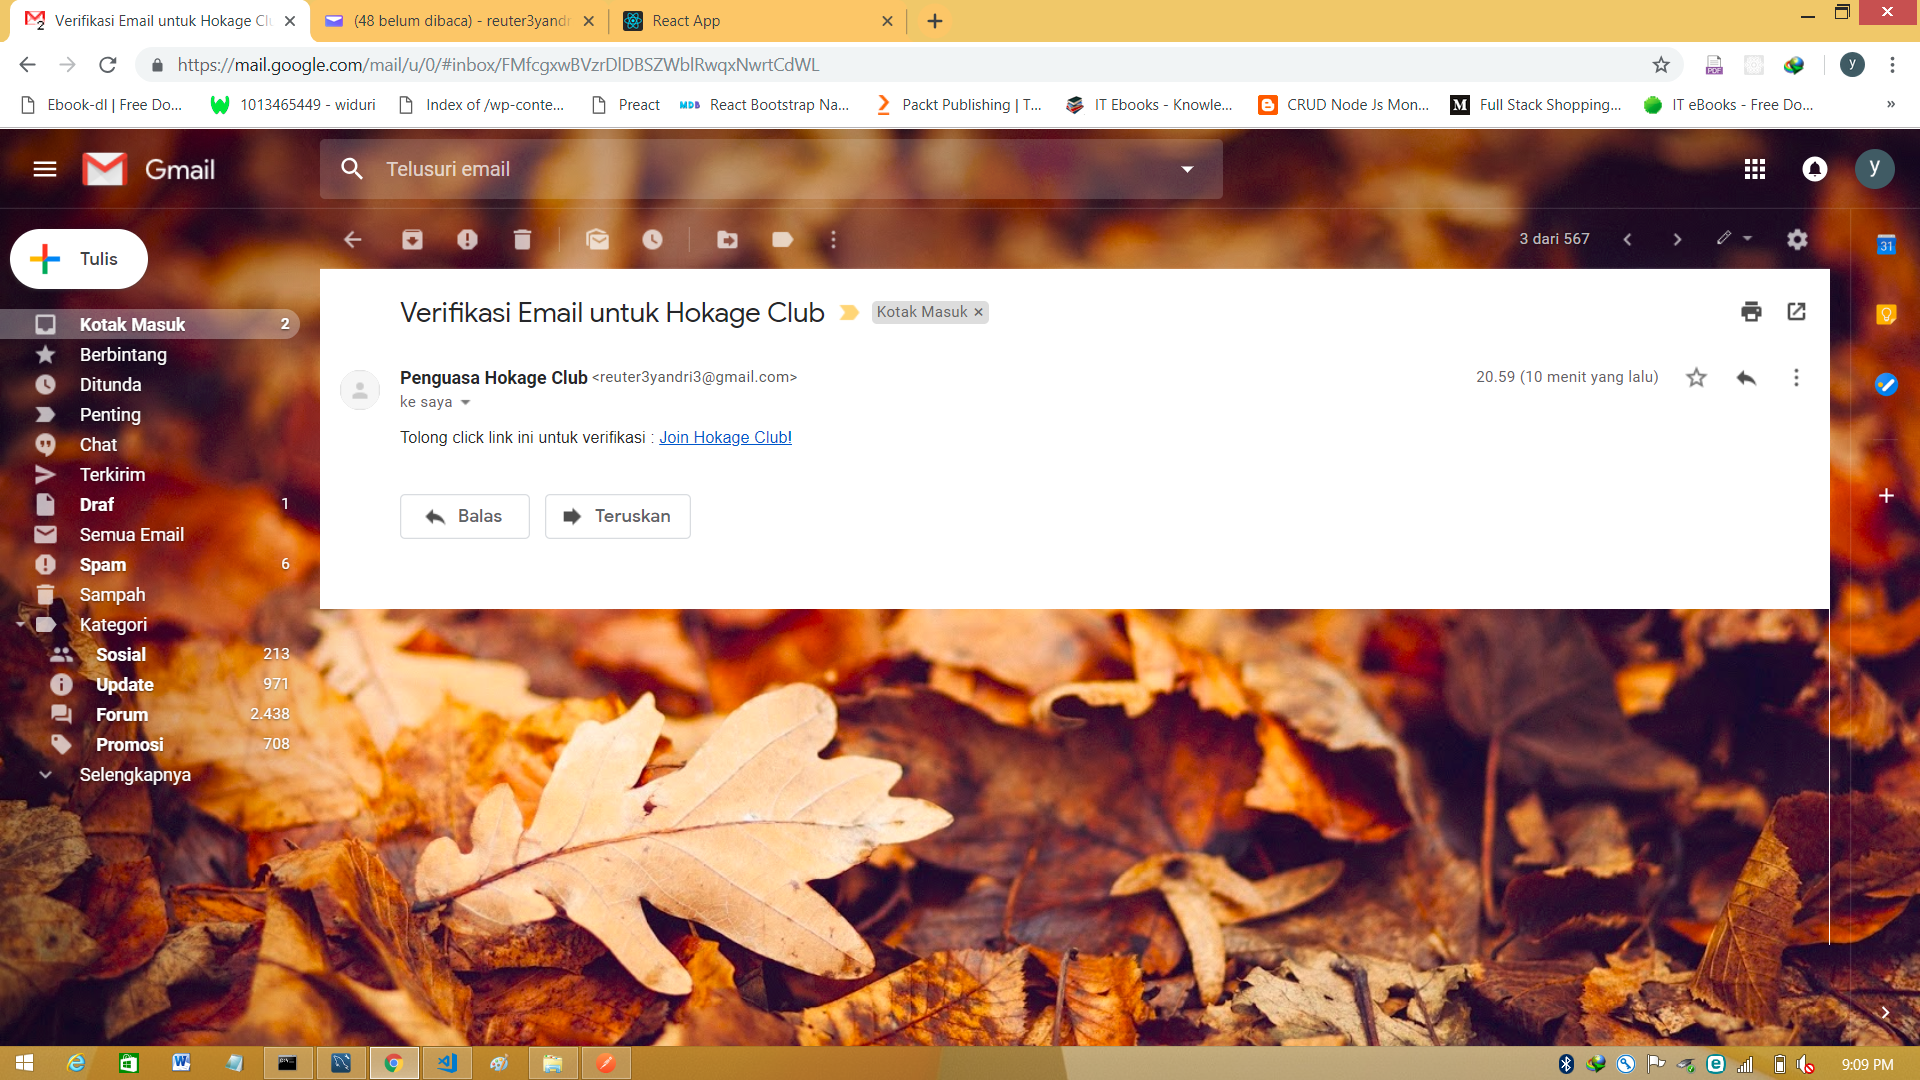 Verifikasi Email untuk Hokage Cl
(48 belum dibaca) - reuter3yandr
React App
https://mail.google.com/mail/u/0/#inbox/FMfcgxwBVzrDlDBSZWblRwqxNwrtCdWL
y
Ebook-dl | Free Do...
1013465449 - widuri
Index of /wp-conte...
Preact
React Bootstrap Na...
Packt Publishing | T...
IT Ebooks - Knowle...
CRUD Node Js Mon...
Full Stack Shopping...
IT eBooks - Free Do...
»
Gmail
Telusuri email
y
3 dari 567
31
Tulis
Kotak Masuk 2
Berbintang
Ditunda
Penting
Chat
Terkirim
Draf 1
Semua Email
Spam 6
Sampah
Kategori
Sosial 213
Update 971
Forum 2.438
Promosi 708
Selengkapnya
Verifikasi Email untuk Hokage Club
Kotak Masuk ×
Penguasa Hokage Club <reuter3yandri3@gmail.com>
20.59 (10 menit yang lalu)
ke saya
Tolong click link ini untuk verifikasi : Join Hokage Club!
Balas
Teruskan
9:09 PM